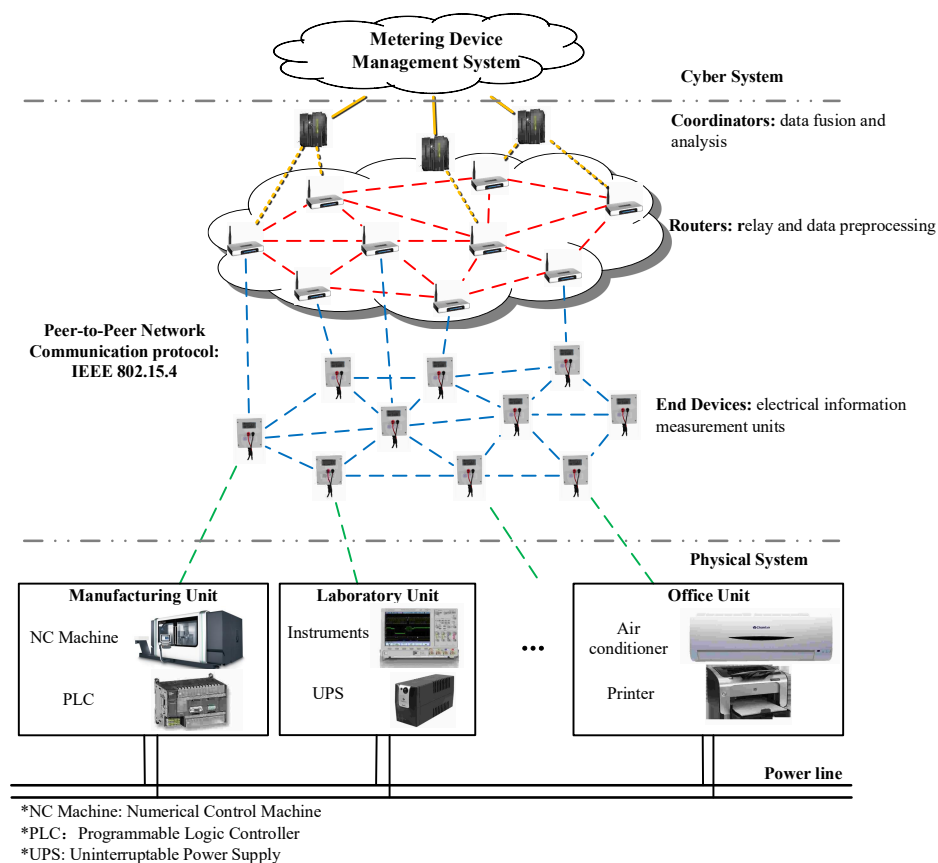 Metering Device
Management System
Cyber System
Coordinators: data fusion and
analysis
Routers: relay and data preprocessing
Peer-to-Peer Network
Communication protocol:
IEEE 802.15.4
End Devices: electrical information
measurement units
Physical System
Manufacturing Unit
NC Machine
PLC
Laboratory Unit
Instruments
UPS
...
Office Unit
Air
conditioner
Printer
Power line
*NC Machine: Numerical Control Machine
*PLC：Programmable Logic Controller
*UPS: Uninterruptable Power Supply